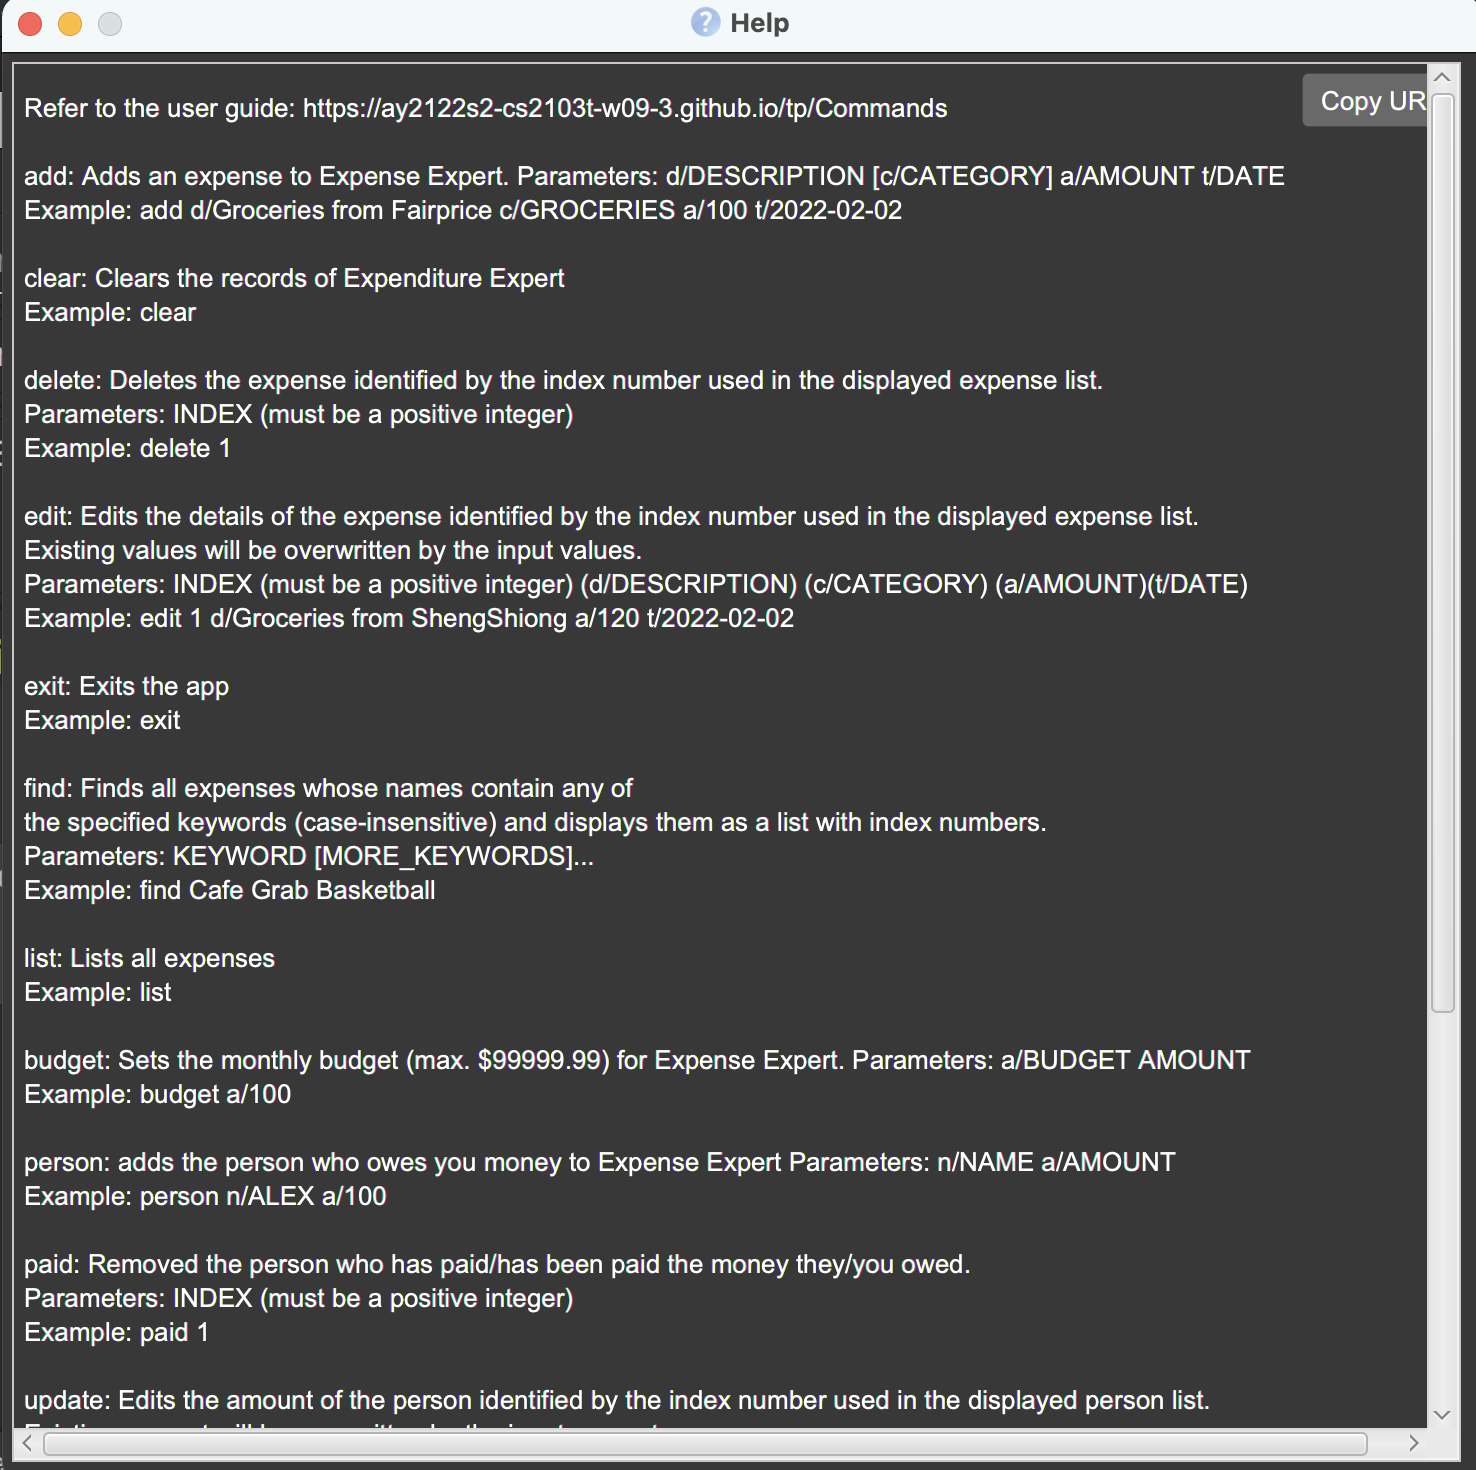 Help
Refer to the user guide: https://ay2122s2-cs2103t-w09-3.github.io/tp/Commands
Copy UR
add: Adds an expense to Expense Expert. Parameters: d/DESCRIPTION [c/CATEGORY] a/AMOUNT t/DATE
Example: add d/Groceries from Fairprice c/GROCERIES a/100 t/2022-02-02
clear: Clears the records of Expenditure Expert
Example: clear
delete: Deletes the expense identified by the index number used in the displayed expense list.
Parameters: INDEX (must be a positive integer)
Example: delete 1
edit: Edits the details of the expense identified by the index number used in the displayed expense list.
Existing values will be overwritten by the input values.
Parameters: INDEX (must be a positive integer) (d/DESCRIPTION) (c/CATEGORY) (a/AMOUNT)(t/DATE)
Example: edit 1 d/Groceries from ShengShiong a/120 t/2022-02-02
exit: Exits the app
Example: exit
find: Finds all expenses whose names contain any of
the specified keywords (case-insensitive) and displays them as a list with index numbers.
Parameters: KEYWORD [MORE_KEYWORDS]...
Example: find Cafe Grab Basketball
list: Lists all expenses
Example: list
budget: Sets the monthly budget (max. $99999.99) for Expense Expert. Parameters: a/BUDGET AMOUNT
Example: budget a/100
person: adds the person who owes you money to Expense Expert Parameters: n/NAME a/AMOUNT
Example: person n/ALEX a/100
paid: Removed the person who has paid/has been paid the money they/you owed.
Parameters: INDEX (must be a positive integer)
Example: paid 1
update: Edits the amount of the person identified by the index number used in the displayed person list.